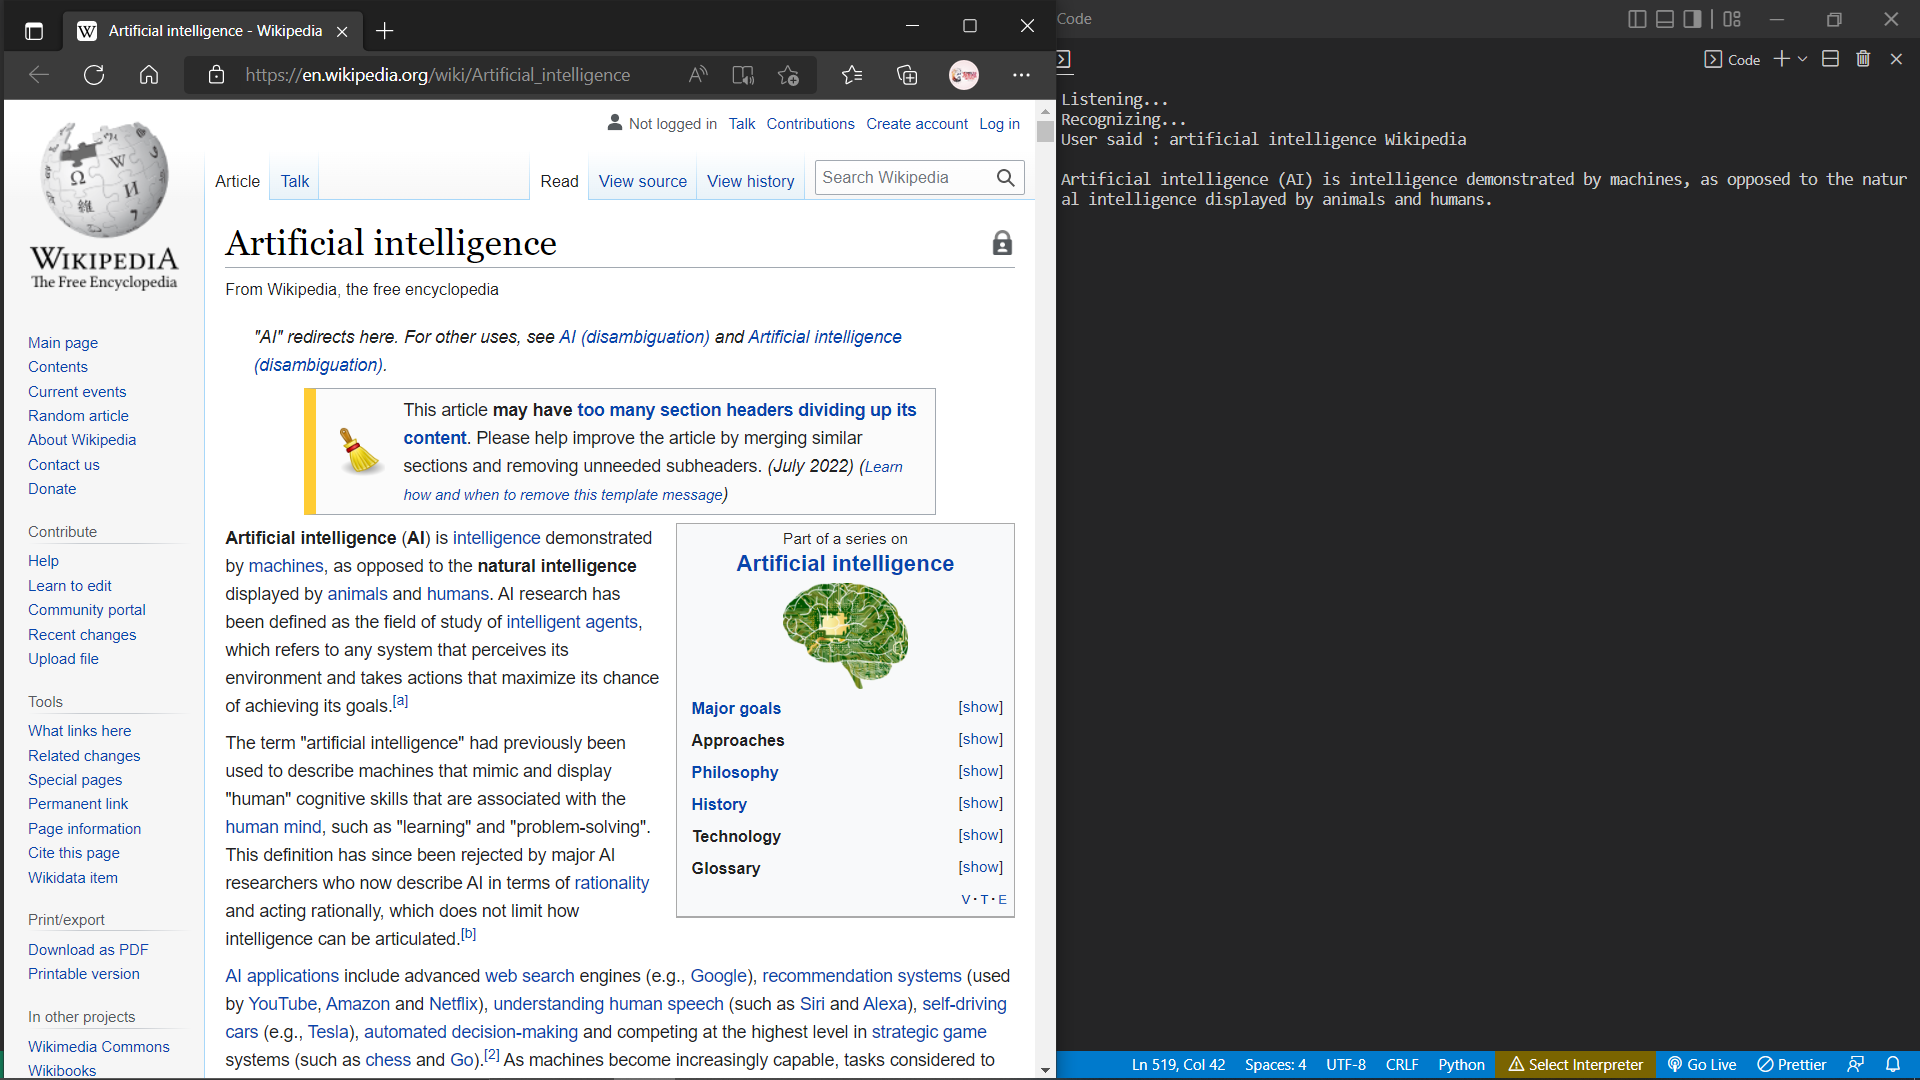 Artificial intelligence - Wikipedia
https://en.wikipedia.org/wiki/Artificial_intelligence
Not logged in Talk Contributions Create account Log in
Article Talk Read View source View history Search Wikipedia
WIKIPEDIA
The Free Encyclopedia
Main page
Contents
Current events
Random article
About Wikipedia
Contact us
Donate
Contribute
Help
Learn to edit
Community portal
Recent changes
Upload file
Tools
What links here
Related changes
Special pages
Permanent link
Page information
Cite this page
Wikidata item
Print/export
Download as PDF
Printable version
In other projects
Wikimedia Commons
Wikibooks
Artificial intelligence
From Wikipedia, the free encyclopedia
"AI" redirects here. For other uses, see AI (disambiguation) and Artificial intelligence
(disambiguation).
This article may have too many section headers dividing up its
content. Please help improve the article by merging similar
sections and removing unneeded subheaders. (July 2022) (Learn
how and when to remove this template message)
Artificial intelligence (AI) is intelligence demonstrated
by machines, as opposed to the natural intelligence
displayed by animals and humans. AI research has
been defined as the field of study of intelligent agents,
which refers to any system that perceives its
environment and takes actions that maximize its chance
of achieving its goals.[a]
The term "artificial intelligence" had previously been
used to describe machines that mimic and display
"human" cognitive skills that are associated with the
human mind, such as "learning" and "problem-solving".
This definition has since been rejected by major AI
researchers who now describe AI in terms of rationality
and acting rationally, which does not limit how
intelligence can be articulated.[b]
Part of a series on
Artificial intelligence
Major goals [show]
Approaches [show]
Philosophy [show]
History [show]
Technology [show]
Glossary [show]
V·T·E
AI applications include advanced web search engines (e.g., Google), recommendation systems (used
by YouTube, Amazon and Netflix), understanding human speech (such as Siri and Alexa), self-driving
cars (e.g., Tesla), automated decision-making and competing at the highest level in strategic game
systems (such as chess and Go).[2] As machines become increasingly capable, tasks considered to
Code
Code
Listening...
Recognizing...
User said : artificial intelligence Wikipedia
Artificial intelligence (AI) is intelligence demonstrated by machines, as opposed to the natur
al intelligence displayed by animals and humans.
Ln 519, Col 42 Spaces: 4 UTF-8 CRLF Python Select Interpreter Go Live Prettier